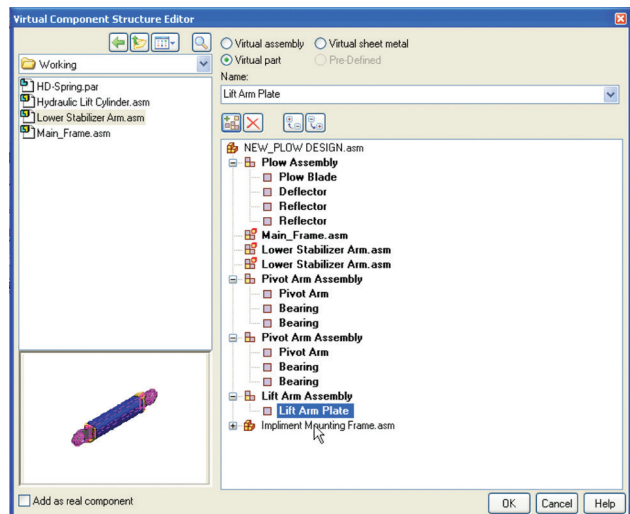 Virtual Component Structure Editor
Working
HD-Spring.par
Hydraulic Lift Cylinder.asm
Lower Stabilizer Arm.asm
Main_Frame.asm
Add as real component
Virtual assembly Virtual sheet metal
Virtual part Pre-Defined
Name:
Lift Arm Plate
NEW_PLOW DESIGN.asm
Plow Assembly
Plow Blade
Deflector
Reflector
Reflector
Main_Frame.asm
Lower Stabilizer Arm.asm
Lower Stabilizer Arm.asm
Pivot Arm Assembly
Pivot Arm
Bearing
Bearing
Pivot Arm Assembly
Pivot Arm
Bearing
Bearing
Lift Arm Assembly
Lift Arm Plate
Impliment Mounting Frame.asm
OK Cancel Help